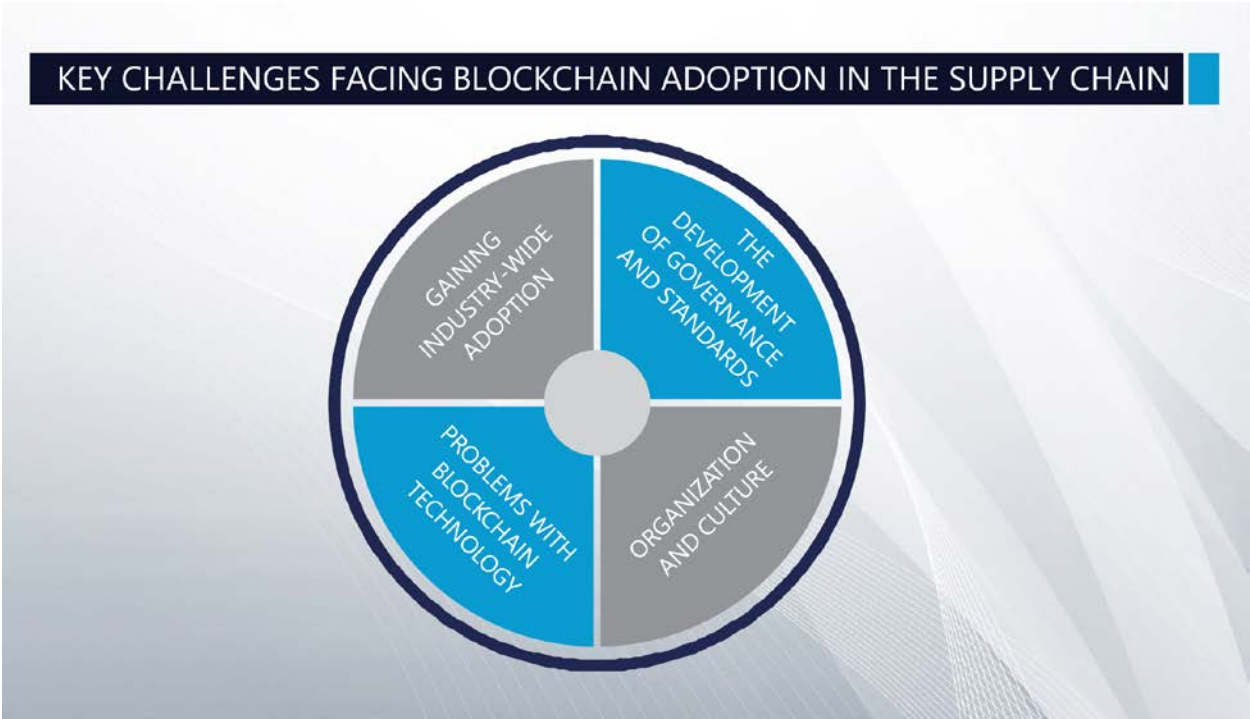 KEY CHALLENGES FACING BLOCKCHAIN ADOPTION IN THE SUPPLY CHAIN
GAINING
INDUSTRY-WIDE
ADOPTION
THE
DEVELOPMENT
OF GOVERNANCE
AND STANDARDS
PROBLEMS WITH
BLOCKCHAIN
TECHNOLOGY
ORGANIZATION
AND CULTURE